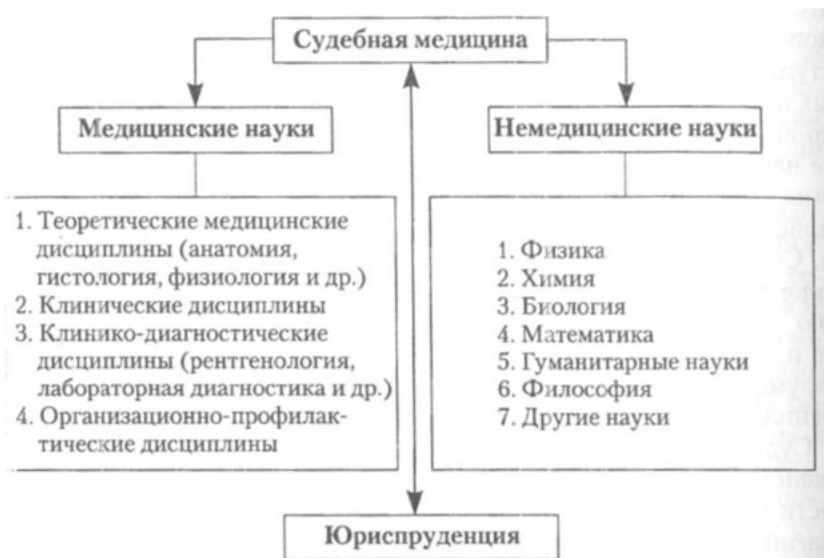 Судебная медицина
Медицинские науки
Немедицинские науки
1. Теоретические медицинские
дисциплины (анатомия,
гистология, физиология и др.)
2. Клинические дисциплины
3. Клинико-диагностические
дисциплины (рентгенология,
лабораторная диагностика и др.)
4. Организационно-профилак-
тические дисциплины
1. Физика
2. Химия
3. Биология
4. Математика
5. Гуманитарные науки
6. Философия
7. Другие науки
Юриспруденция